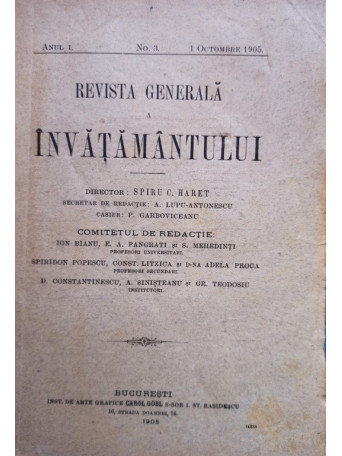 ANUL I. No. 3. 1 OCTOMBRE 1905.
REVISTA GENERALĂ
A
ÎNVĂȚĂMÂNTULUI
DIRECTOR: SPIRU C. HARET
SECRETAR DE REDACȚIE: A. LUPU-ANTONESCU
CASIER: P. GARBOVICEANU
COMITETUL DE REDACȚIE:
ION BIANU, E. A. PANGRATI ȘI S. MEHEDINȚI
PROFESORI UNIVERSITARI.
SPIRIDON POPESCU, CONST. LITZICA ȘI D-NA ADELA PROCA
PROFESORI SECUNDARI.
D. CONSTANTINESCU, A. SINIȘTEANU ȘI GR. TEODOSIU
INSTITUTORI.
BUCUREȘTI
INST. DE ARTE GRAFICE CAROL GÖBL S-SOR I. ST. RASIDESCU
16, STRADA DOAMNEI, 16.
1905